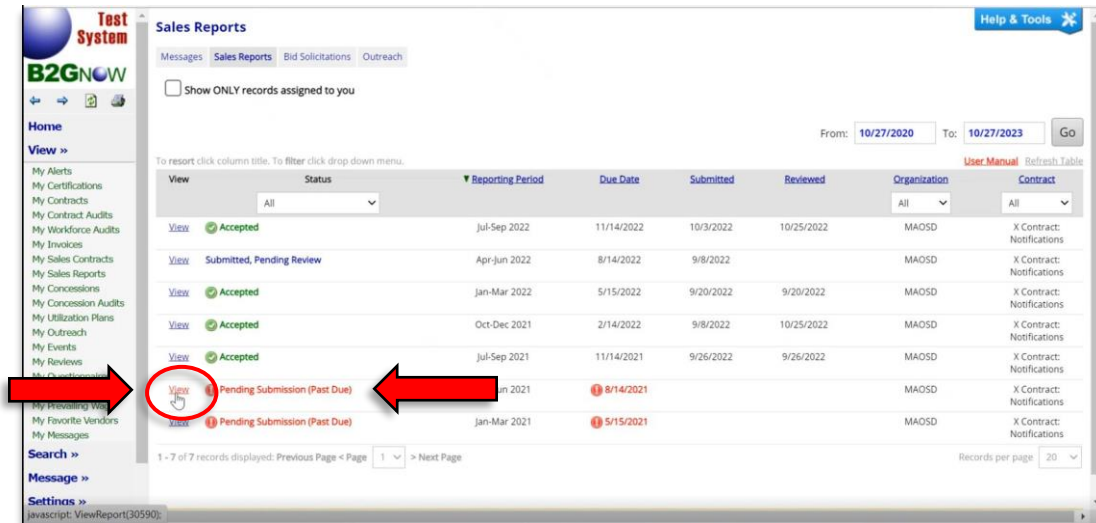 Test
System
B2GNOW
Home
View »
My Alerts
My Certifications
My Contracts
My Contract Audits
My Workforce Audits
My Invoices
My Sales Contracts
My Sales Reports
My Concessions
My Concession Audits
My Utilization Plans
My Outreach
My Events
My Reviews
My Favorite Vendors
My Messages
Search »
Message »
Settings »
Sales Reports
Help & Tools
Messages Sales Reports Bid Solicitations Outreach
Show ONLY records assigned to you
From: 10/27/2020 To: 10/27/2023 Go
To resort click column title. To filter click drop down menu. User Manual Refresh Table
View Status Reporting Period Due Date Submitted Reviewed Organization Contract
All All All
View Accepted Jul-Sep 2022 11/14/2022 10/3/2022 10/25/2022 MAOSD X Contract:
Notifications
View Submitted, Pending Review Apr-Jun 2022 8/14/2022 9/8/2022 MAOSD X Contract:
Notifications
View Accepted Jan-Mar 2022 5/15/2022 9/20/2022 9/20/2022 MAOSD X Contract:
Notifications
View Accepted Oct-Dec 2021 2/14/2022 9/8/2022 10/25/2022 MAOSD X Contract:
Notifications
View Accepted Jul-Sep 2021 11/14/2021 9/26/2022 9/26/2022 MAOSD X Contract:
Notifications
View Pending Submission (Past Due) un 2021 8/14/2021 MAOSD X Contract:
Notifications
View Pending Submission (Past Due) Jan-Mar 2021 5/15/2021 MAOSD X Contract:
Notifications
1 - 7 of 7 records displayed: Previous Page < Page 1 > Next Page Records per page 20
javascript: ViewReport(30590);